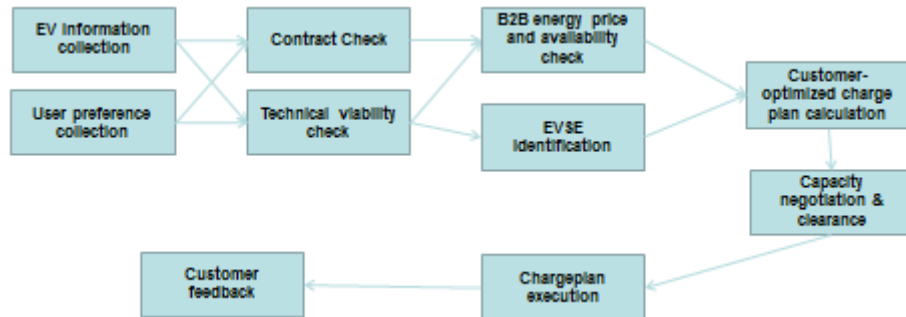 EV Information
collection
Contract Check
B2B energy price
and availability
check
User preference
collection
Technical viability
check
EVSE
Identification
Customer-
optimized charge
plan calculation
Capacity
negotiation &
clearance
Customer
feedback
Chargeplan
execution